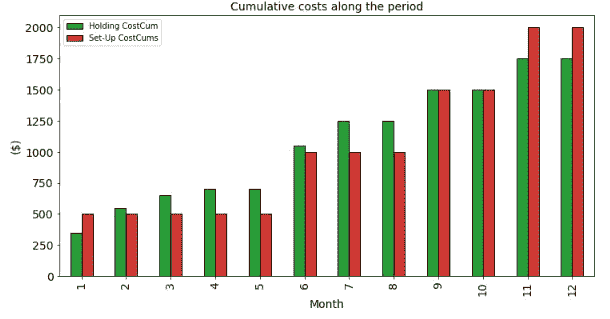 Cumulative costs along the period
Holding CostCum
Set-Up CostCums
2000
1750
1500
1250
1000
750
500
250
0
($)
1 2 3 4 5 6 7 8 9 10 11 12
Month